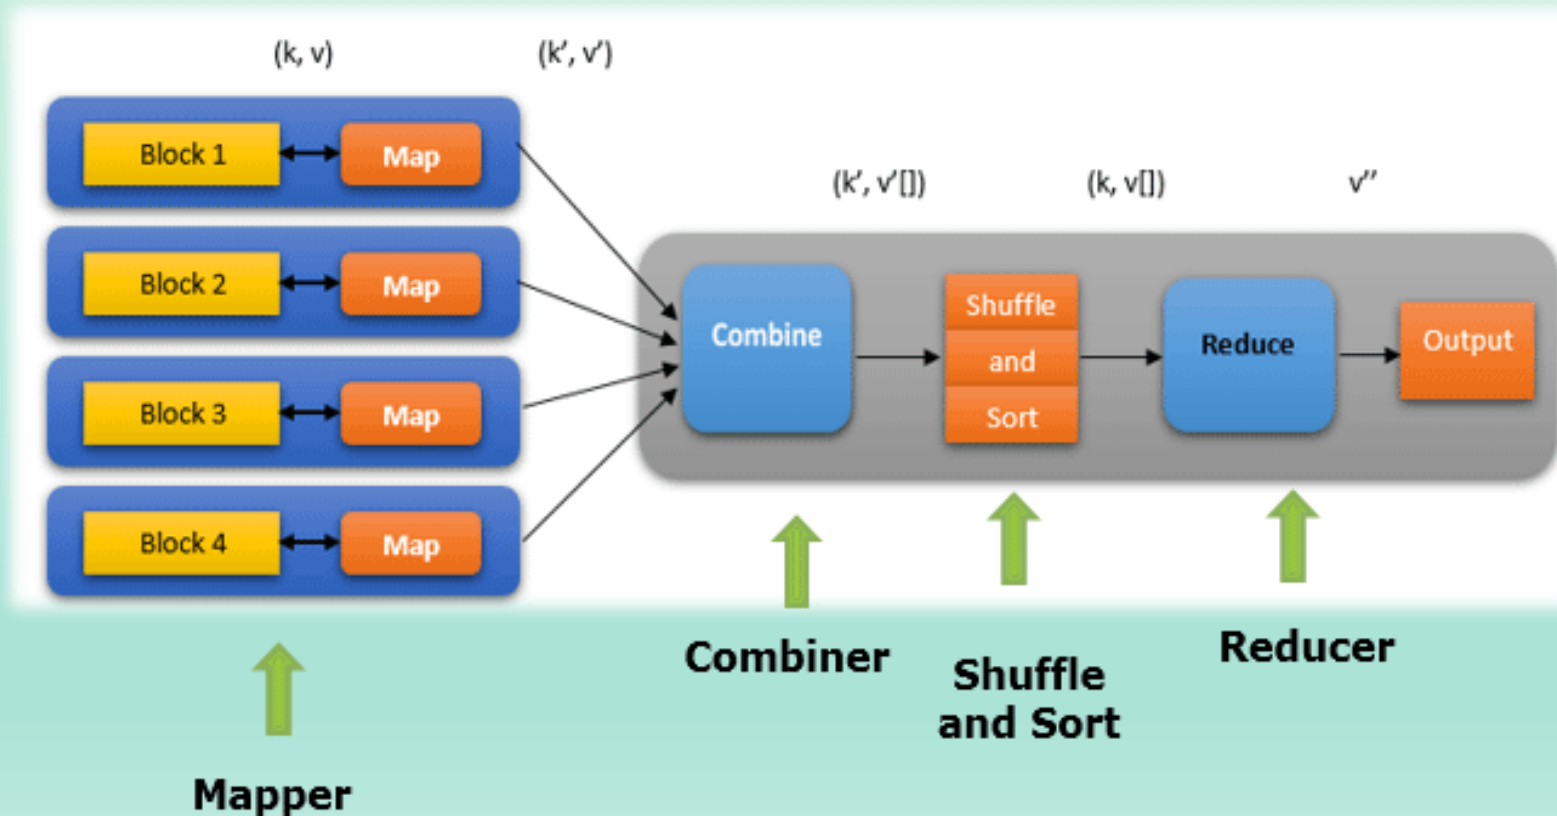 (k, v)
(k’, v’)
Block 1
Map
Block 2
Map
Block 3
Map
Block 4
Map
(k’, v’[])
(k, v[])
v’’
Combine
Shuffle
and
Sort
Reduce
Output
Mapper
Combiner
Shuffle
and Sort
Reducer